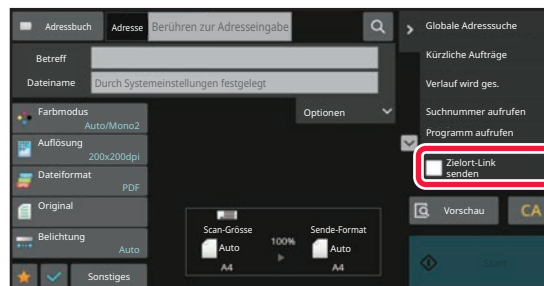 Adressbuch
Adresse
Berühren zur Adresseingabe
Betreff
Dateiname
Durch Systemeinstellungen festgelegt
Optionen
Farbmodus
Auto/Mono2
Auflösung
200x200dpi
Dateiformat
PDF
Original
Belichtung
Auto
Sonstiges
Scan-Grösse
Auto
A4
100%
Sende-Format
Auto
A4
Globale Adresssuche
Kürzliche Aufträge
Verlauf wird ges.
Suchnummer aufrufen
Programm aufrufen
Zielort-Link
senden
Vorschau
CA
Start